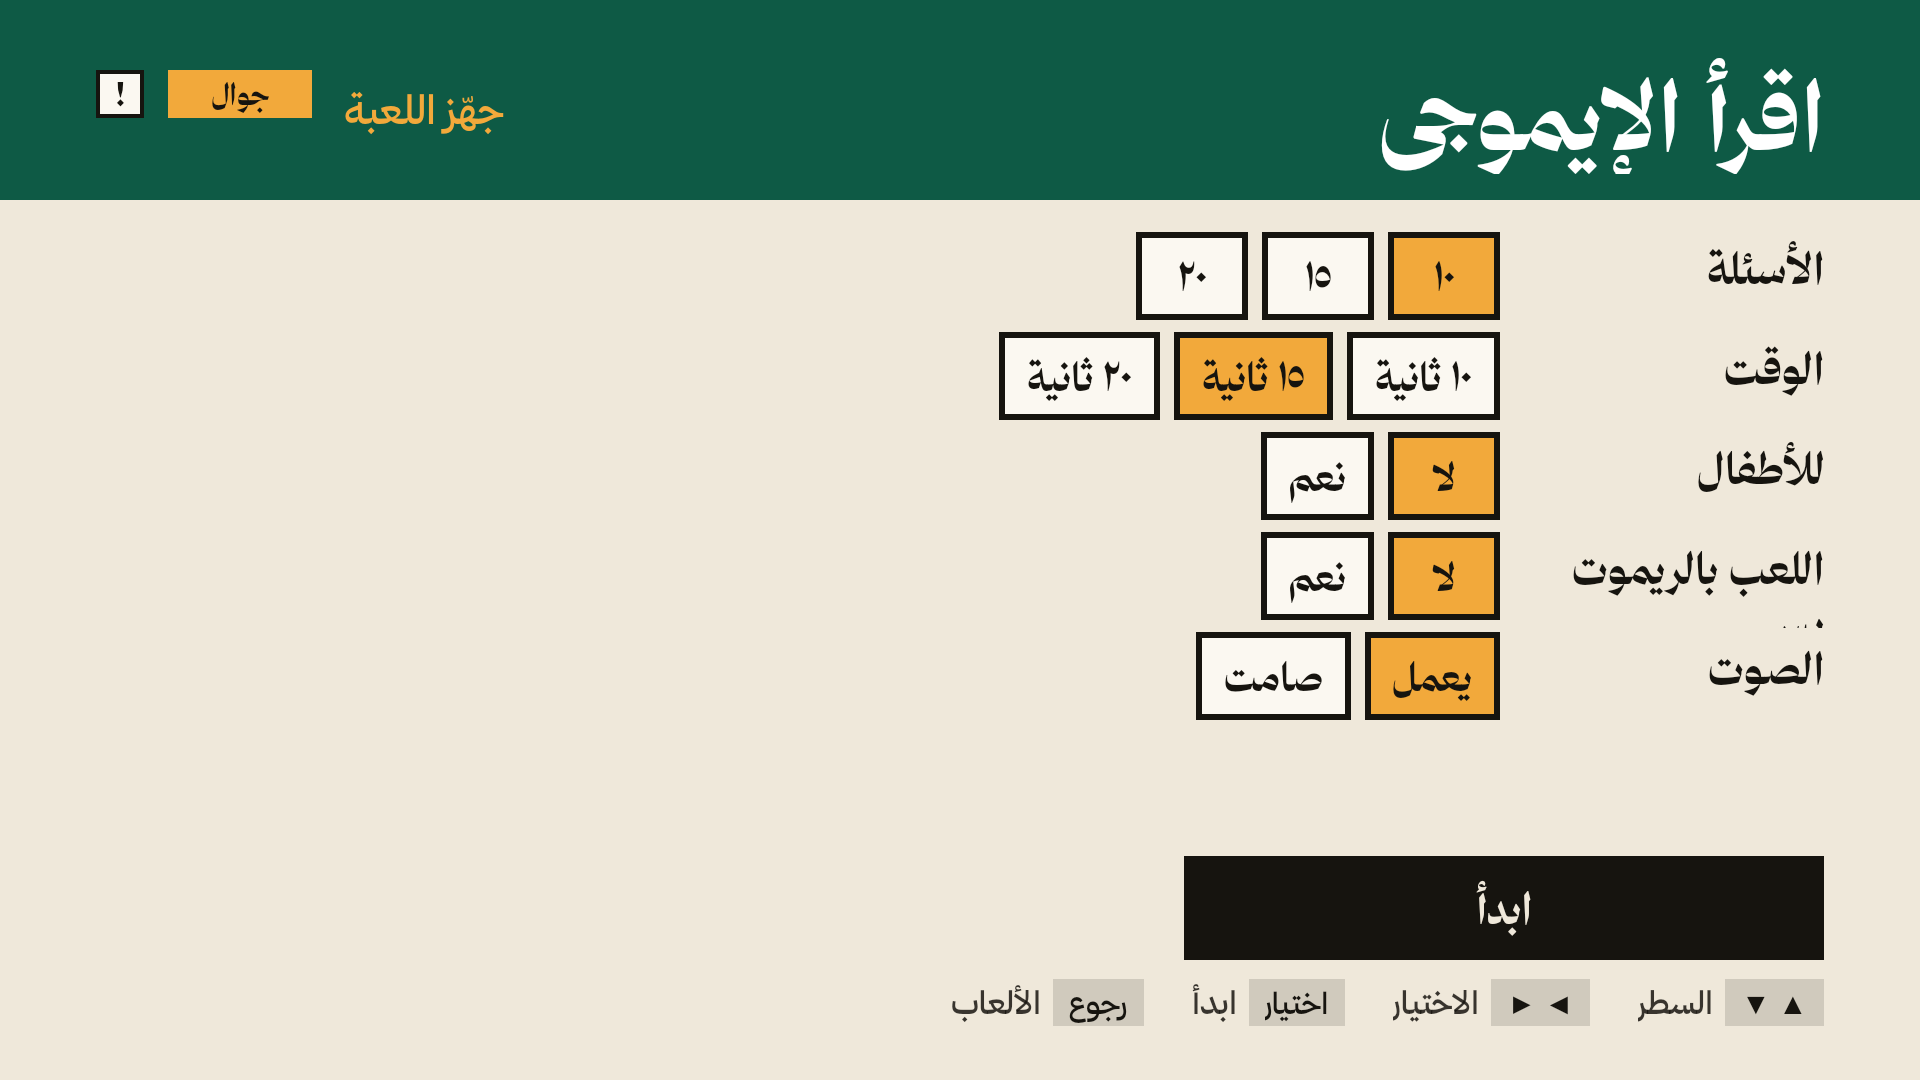 اقرأ الإيموجي
جهّز اللعبة
جوال
!
الأسئلة
١٠ ١٥ ٢٠
الوقت
١٠ ثانية ١٥ ثانية ٢٠ ثانية
للأطفال
لا نعم
اللعب بالريموت
لا نعم
الصوت
يعمل صامت
ابدأ
▲ ▼ السطر ◄ ► الاختيار اختيار ابدأ رجوع الألعاب